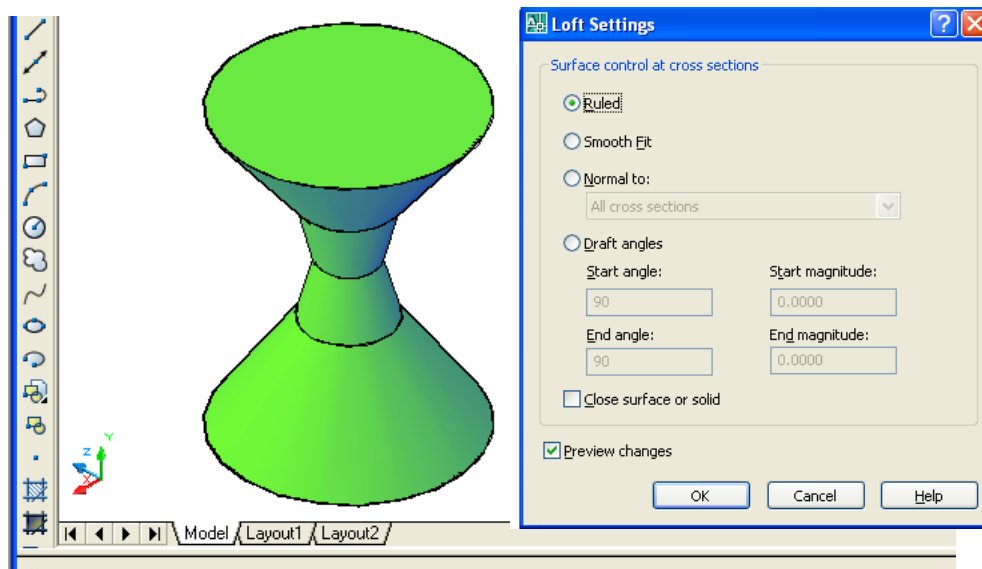 Loft Settings
Surface control at cross sections
Ruled
Smooth Fit
Normal to:
All cross sections
Draft angles
Start angle: Start magnitude:
90 0.0000
End angle: End magnitude:
90 0.0000
Close surface or solid
Preview changes
OK Cancel Help
Y
Z
X
Model Layout1 Layout2